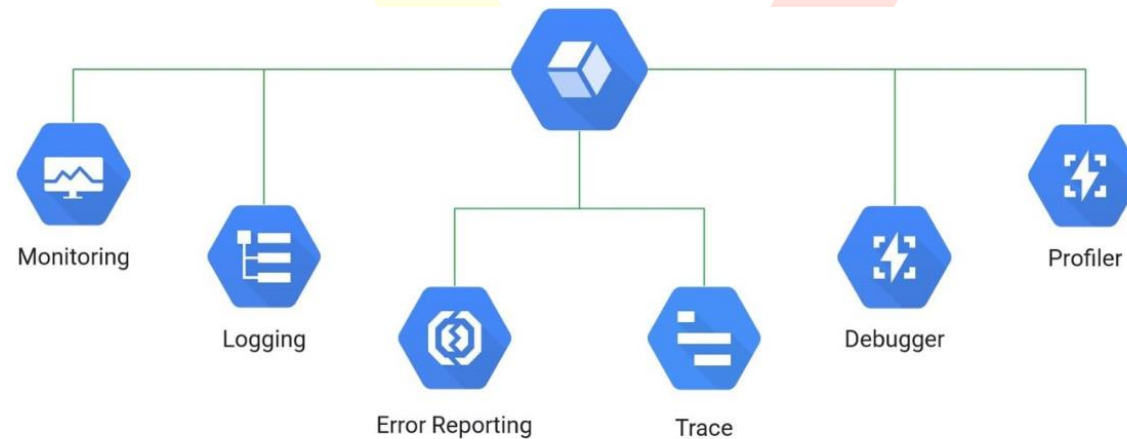 Monitoring
Logging
Error Reporting
Trace
Debugger
Profiler